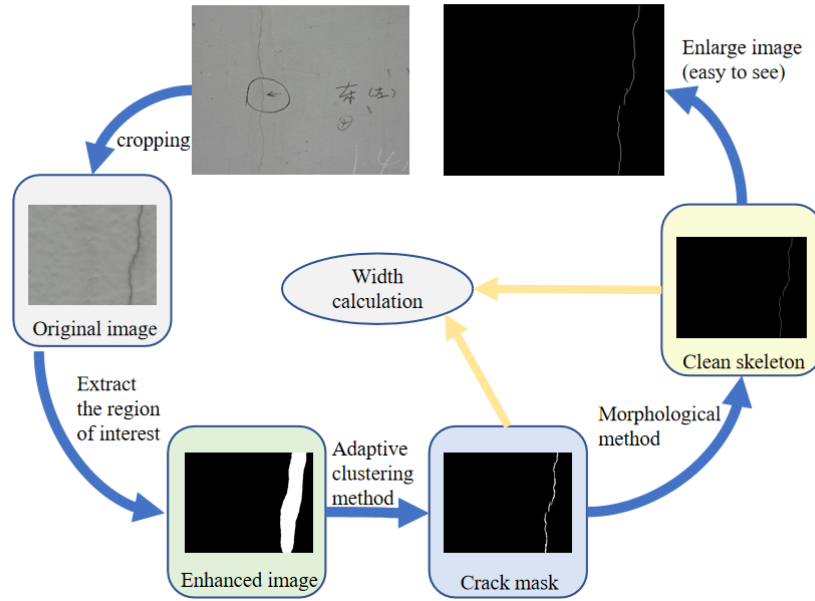 Enlarge image
(easy to see)
cropping
Original image
Width
calculation
Clean skeleton
Extract
the region
of interest
Adaptive
clustering
method
Morphological
method
Enhanced image
Crack mask